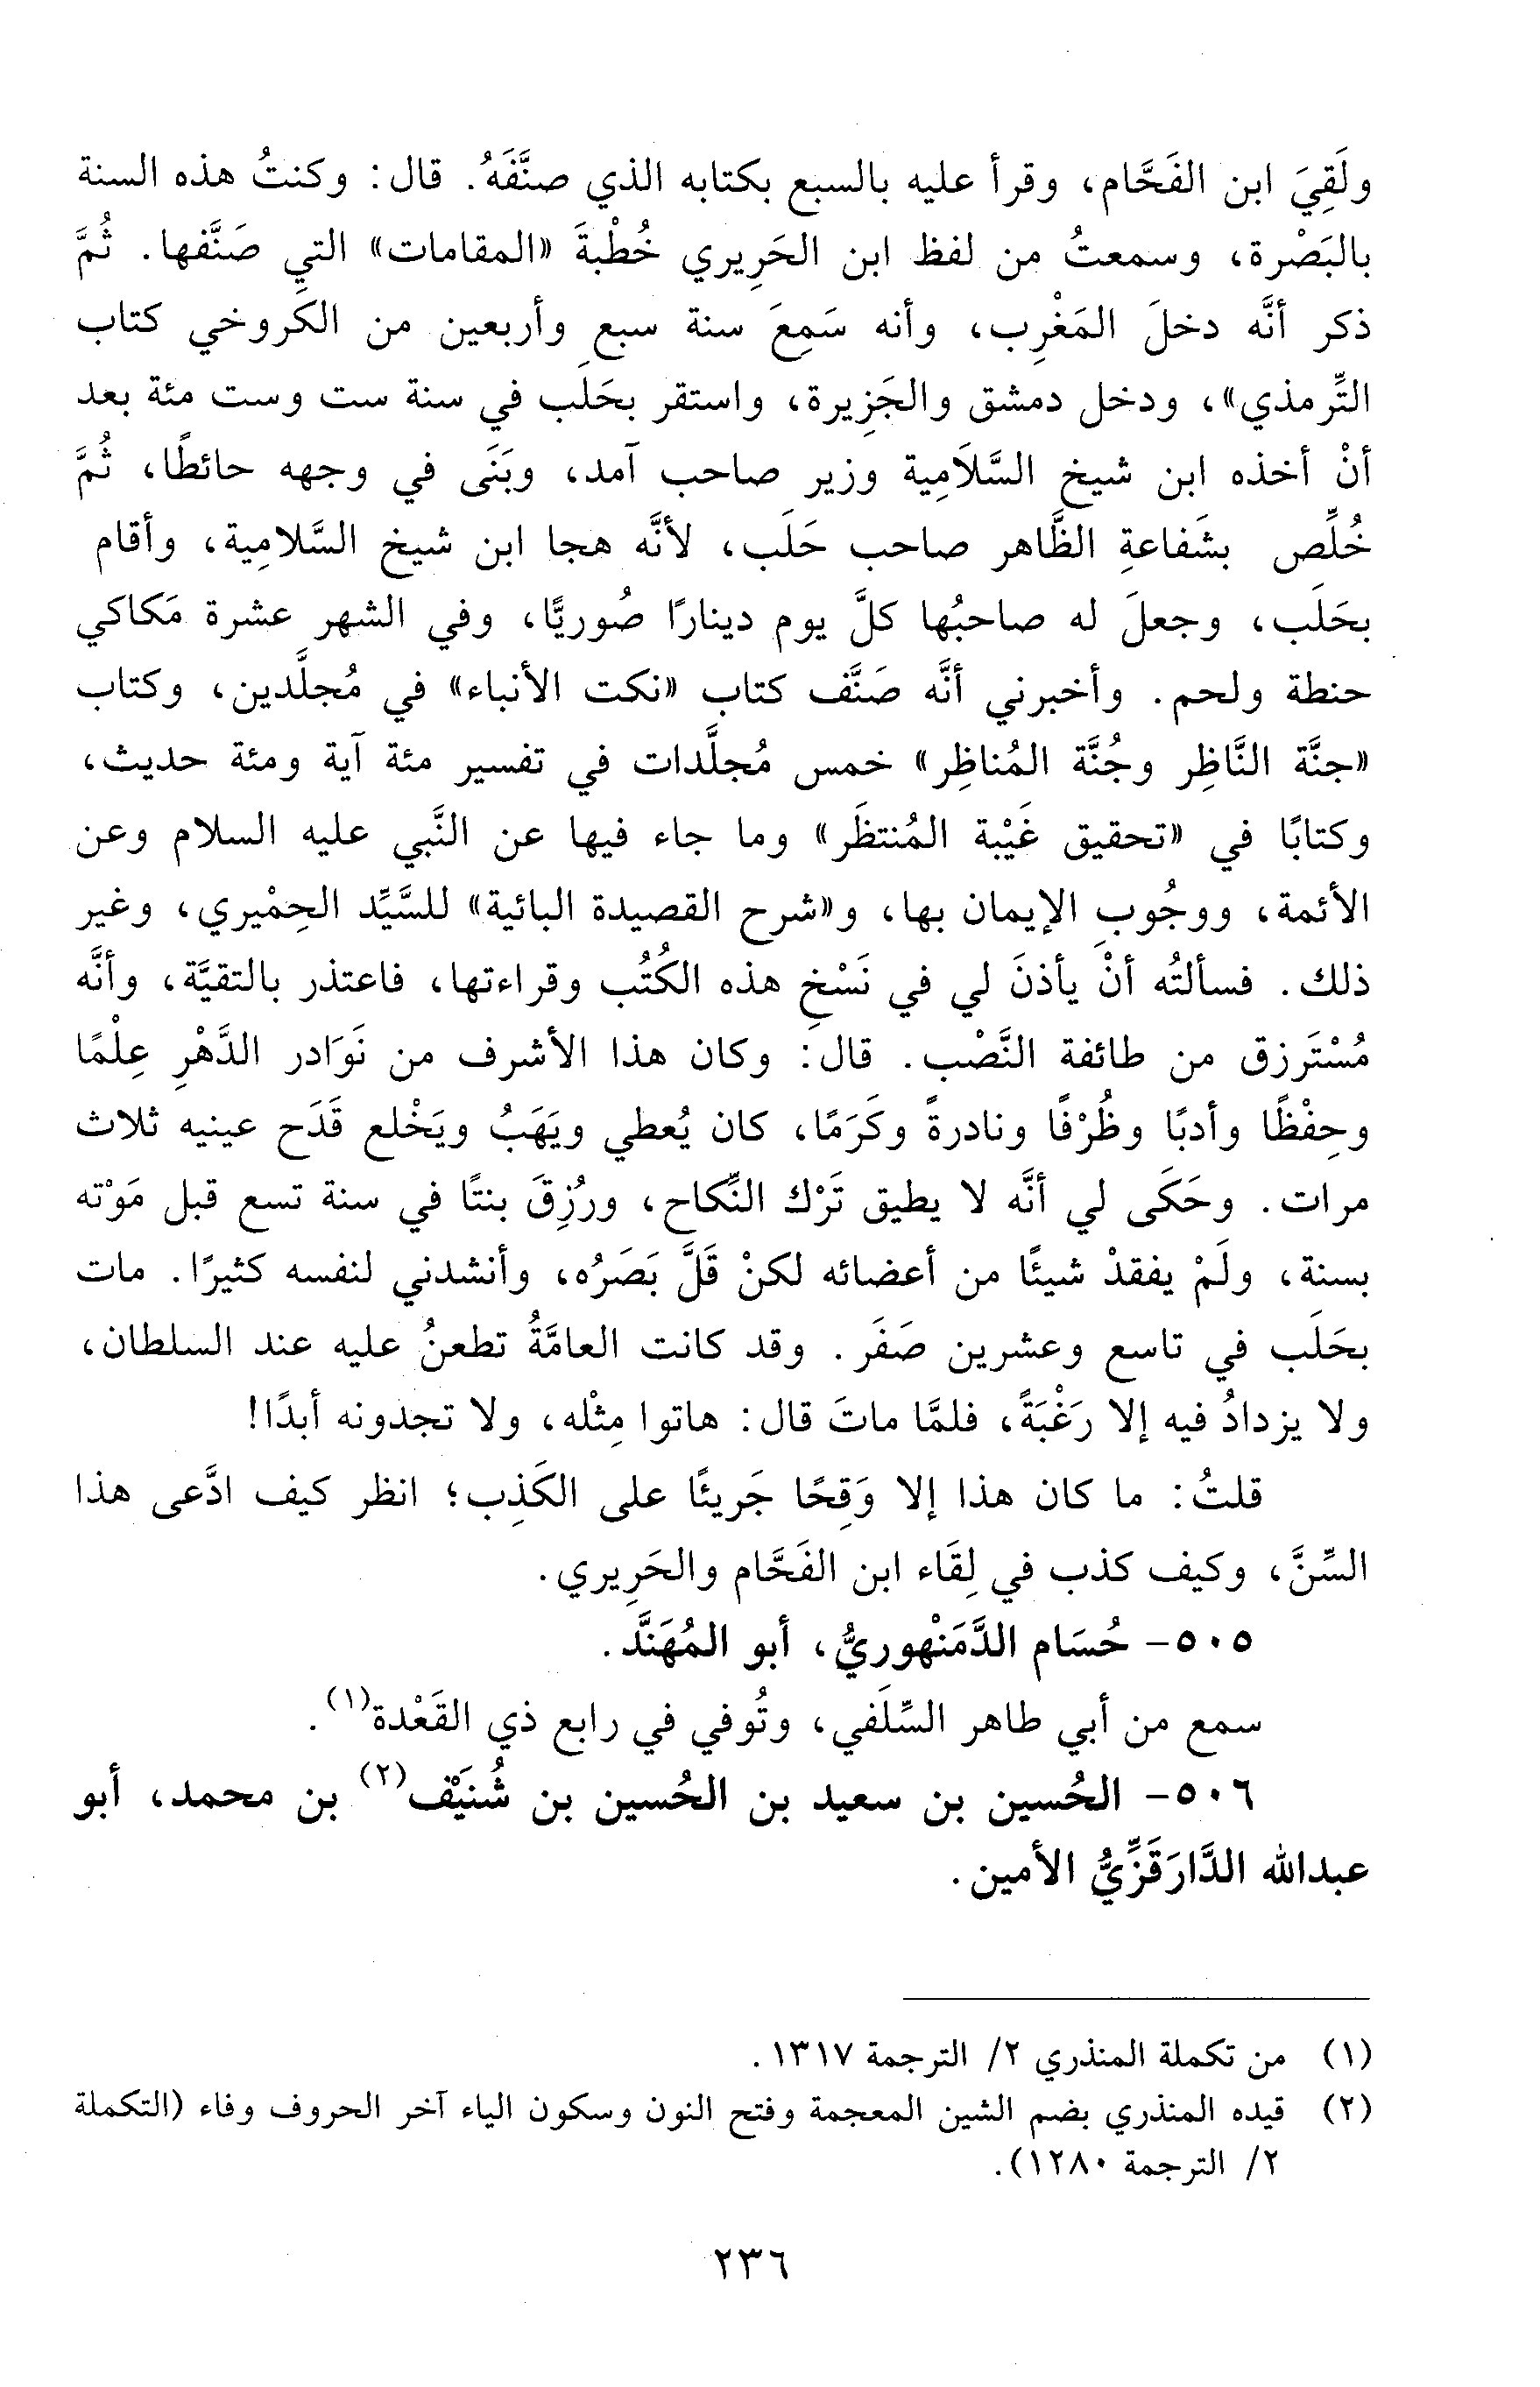 ولَقِيَ ابن الفَحَّام، وقرأ عليه بالسبع بكتابه الذي صنَّفَهُ. قال: وكنتُ هذه السنة
بالبَصْرة، وسمعتُ من لفظ ابن الحَرِيري خُطْبةَ «المقامات» التي صَنَّفها. ثُمَّ
ذكر أنَّه دخلَ المَغْرِب، وأنه سَمِعَ سنة سبعٍ وأربعين من الكَروخي كتاب
التِّرمذي»، ودخل دمشق والجَزِيرة، واستقر بحَلَب في سنة ست وست مئة بعد
أنْ أخذه ابن شيخ السَّلاَمِية وزير صاحب آمد، وبَنَى في وجهه حائطًا، ثُمَّ
خُلِّص بشَفاعةِ الظَّاهر صاحب حَلَب، لأنَّه هجا ابن شيخ السَّلامِية، وأقام
بحَلَب، وجعلَ له صاحبُها كلَّ يوم دينارًا صُوريًّا، وفي الشهر عشرة مَكاكي
حنطة ولحم. وأخبرني أنَّه صَنَّف كتاب «نكت الأنباء» في مُجلَّدين، وكتاب
«جنَّة النَّاظِر وجُنَّة المُناظِر» خمس مُجلَّدات في تفسير مئة آية ومئة حديث،
وكتابًا في «تحقيق غَيْبة المُنتظَر» وما جاء فيها عن النَّبي عليه السلام وعن
الأئمة، ووجُوبِ الإيمان بها، و«شرح القصيدة البائية» للسَّيِّد الحِمْيري، وغير
ذلك. فسألتُه أنْ يأذنَ لي في نَسْخِ هذه الكُتُب وقراءتها، فاعتذر بالتقيَّة، وأنَّه
مُسْتَرزق من طائفة النَّصْب. قال: وكان هذا الأشرف من نَوَادر الدَّهْرِ عِلْمًا
وحِفْظًا وأدبًا وظُرْفًا ونادرةً وكَرَمًا، كان يُعطي ويَهَبُ ويَخْلع قَدَح عينيه ثلاث
مرات. وحَكَى لي أنَّه لا يطيق تَرْك النِّكاح، ورُزِقَ بنتًا في سنة تسع قبل مَوْته
بسنة، ولَمْ يفقدْ شيئًا من أعضائه لكنْ قَلَّ بَصَرُه، وأنشدني لنفسه كثيرًا. مات
بحَلَب في تاسع وعشرين صَفَر. وقد كانت العامَّةُ تطعنُ عليه عند السلطان،
ولا يزدادُ فيه إلا رَغْبَةً، فلمَّا ماتَ قال: هاتوا مِثْله، ولا تجدونه أبدًا!
قلتُ: ما كان هذا إلا وَقِحًا جَريئًا على الكَذِب؛ انظر كيف ادَّعى هذا
السِّنَّ، وكيف كذب في لِقَاء ابن الفَحَّام والحَرِيري.
٥٠٥- حُسَام الدَّمَنْهوريُّ، أبو المُهَنَّد.
سمع من أبي طاهر السِّلَفي، وتُوفي في رابع ذي القَعْدة(١).
٥٠٦- الحُسين بن سعيد بن الحُسين بن شُنَيْف(٢) بن محمد، أبو
عبدالله الدَّارَقَزِّيُّ الأمين.
(١) من تكملة المنذري ٢/ الترجمة ١٣١٧.
(٢) قيده المنذري بضم الشين المعجمة وفتح النون وسكون الياء آخر الحروف وفاء (التكملة
٢/ الترجمة ١٢٨٠).
٢٣٦